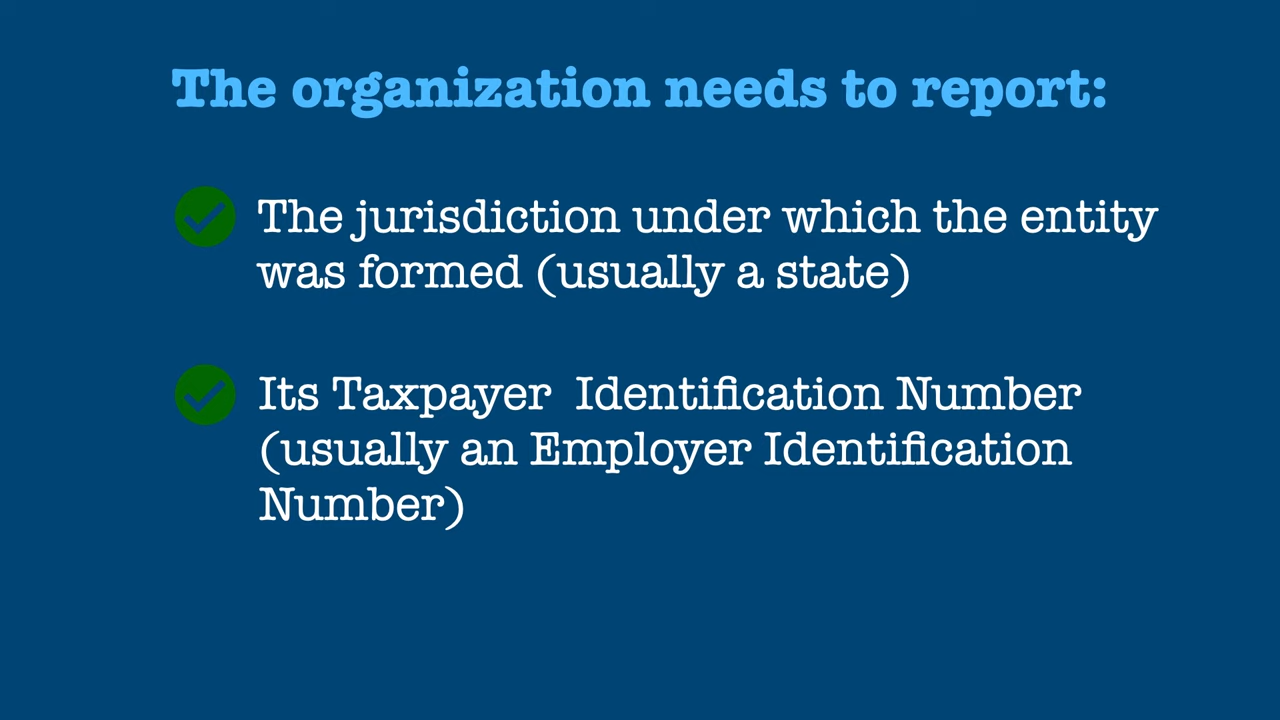 The organization needs to report:
The jurisdiction under which the entity
was formed (usually a state)
Its Taxpayer  Identification Number
(usually an Employer Identification
Number)